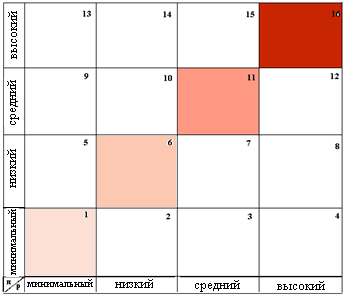 высокий 13 14 15 16
средний 9 10 11 12
низкий 5 6 7 8
минимальный 1 2 3 4
минимальный низкий средний высокий